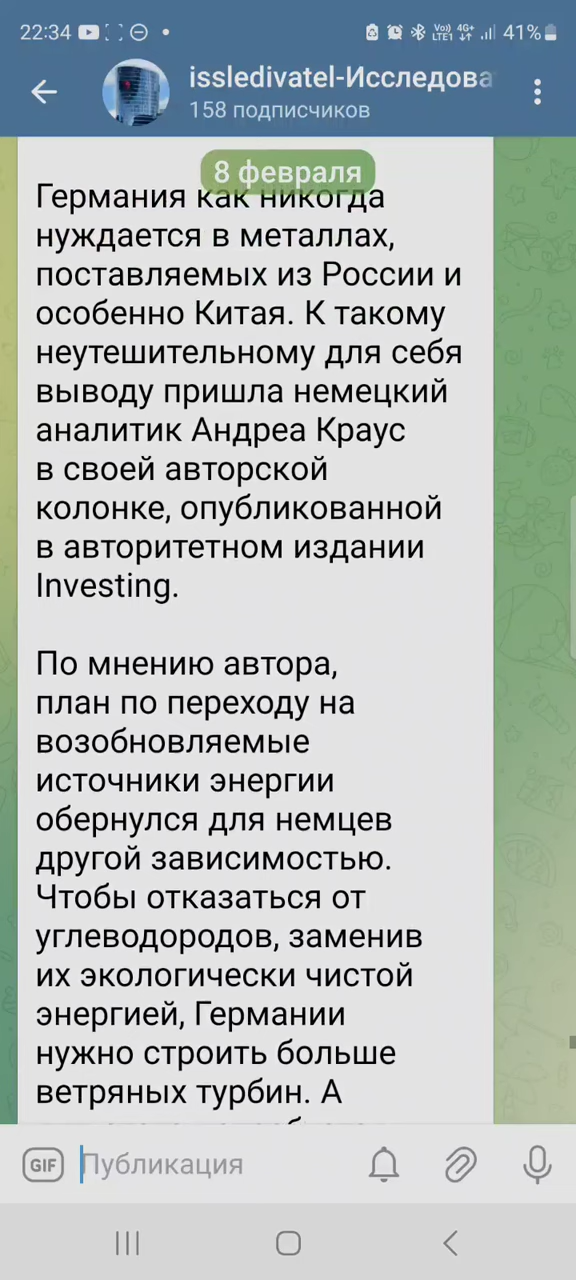 22:34
Vo)) 4G+
LTE1
41%
issledivatel-Исследова
158 подписчиков
8 февраля
Германия как никогда
нуждается в металлах,
поставляемых из России и
особенно Китая. К такому
неутешительному для себя
выводу пришла немецкий
аналитик Андреа Краус
в своей авторской
колонке, опубликованной
в авторитетном издании
Investing.
По мнению автора,
план по переходу на
возобновляемые
источники энергии
обернулся для немцев
другой зависимостью.
Чтобы отказаться от
углеводородов, заменив
их экологически чистой
энергией, Германии
нужно строить больше
ветряных турбин. А
GIF
Публикация